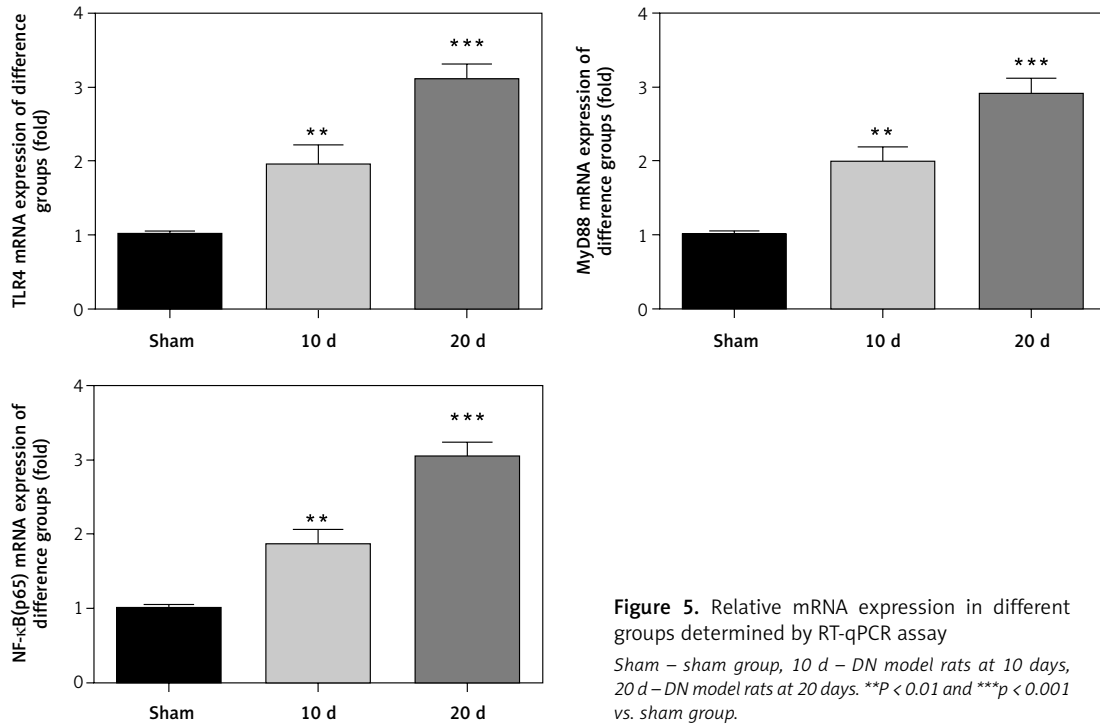 TLR4 mRNA expression of difference
groups (fold)
4
3
2
1
0
**
***
Sham 10 d 20 d
MyD88 mRNA expression of
difference groups (fold)
4
3
2
1
0
**
***
Sham 10 d 20 d
NF-κB(p65) mRNA expression of
difference groups (fold)
4
3
2
1
0
**
***
Sham 10 d 20 d
Figure 5. Relative mRNA expression in different
groups determined by RT-qPCR assay
Sham – sham group, 10 d – DN model rats at 10 days,
20 d – DN model rats at 20 days. **P < 0.01 and ***p < 0.001
vs. sham group.